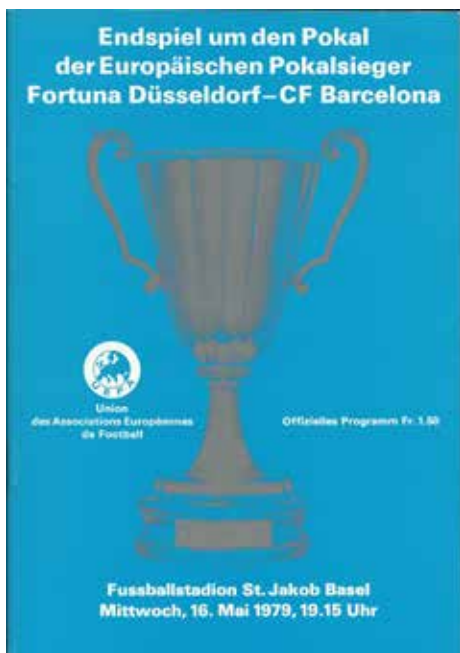 Endspiel um den Pokal
der Europäischen Pokalsieger
Fortuna Düsseldorf–CF Barcelona
UEFA
Union
des Associations Européennes
de Football
Offizielles Programm Fr. 1.50
Fussballstadion St. Jakob Basel
Mittwoch, 16. Mai 1979, 19.15 Uhr